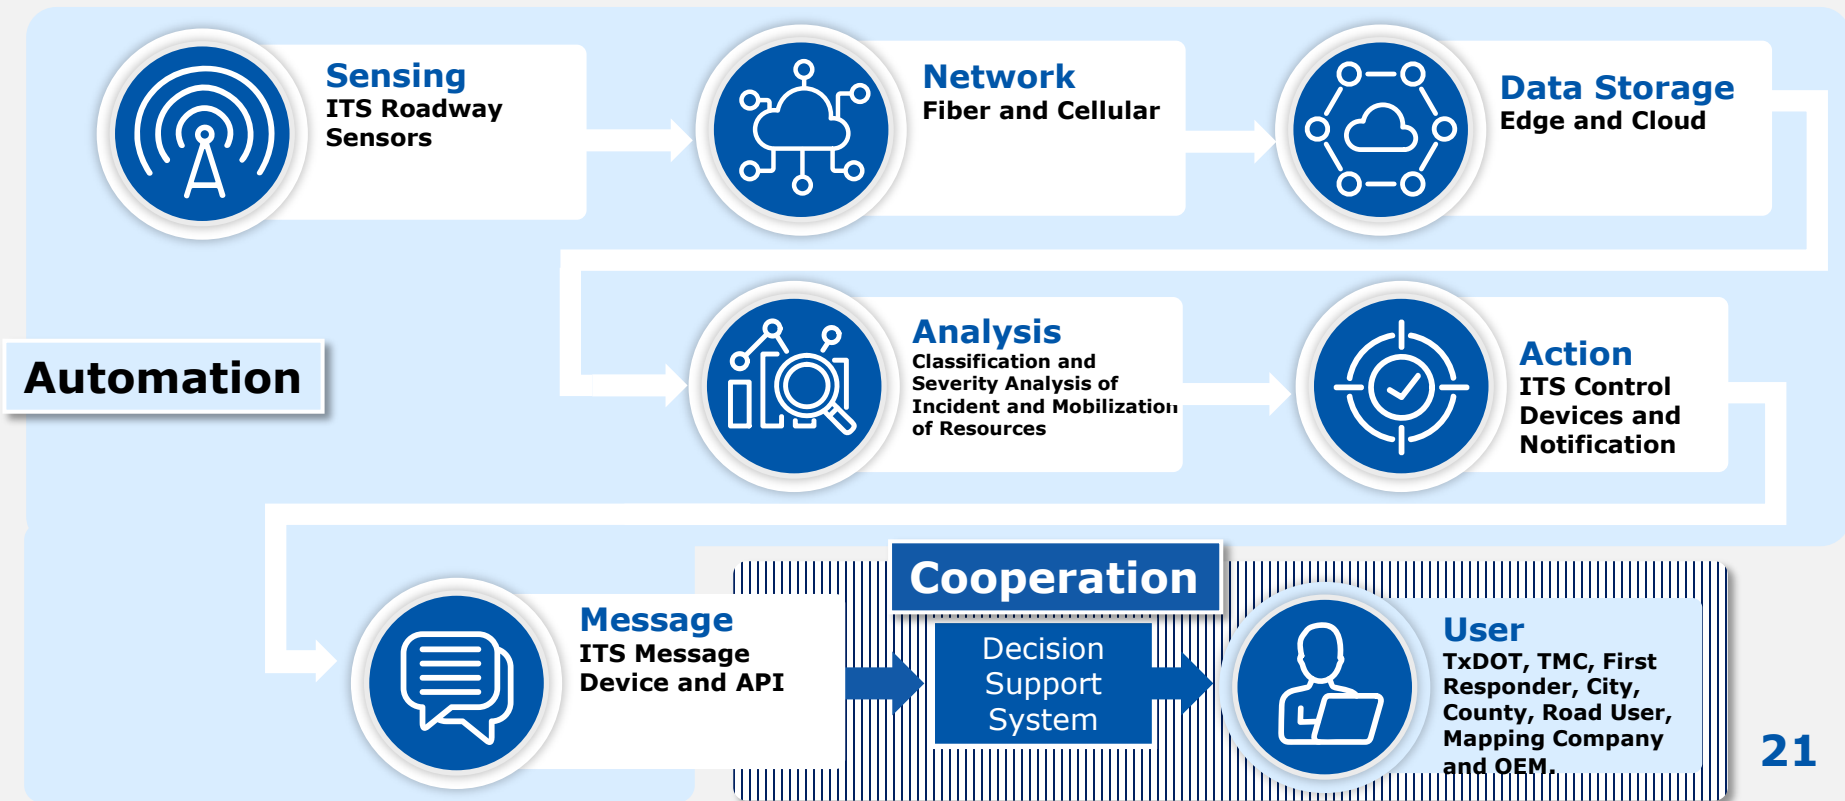 Sensing
ITS Roadway
Sensors
Network
Fiber and Cellular
Data Storage
Edge and Cloud
Automation
Analysis
Classification and
Severity Analysis of
Incident and Mobilization
of Resources
Action
ITS Control
Devices and
Notification
Message
ITS Message
Device and API
Cooperation
Decision
Support
System
User
TxDOT, TMC, First
Responder, City,
County, Road User,
Mapping Company
and OEM.
21